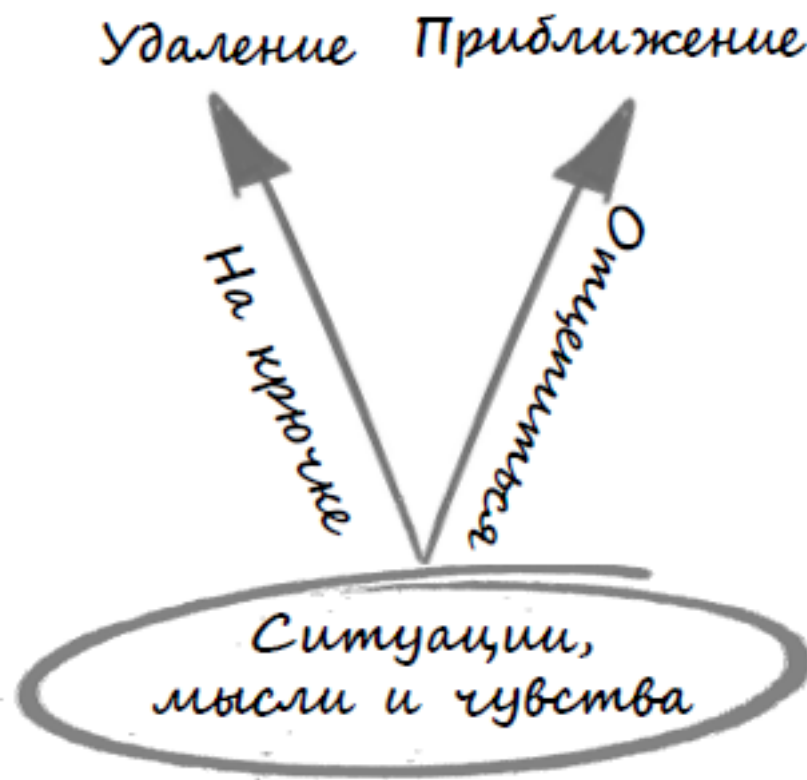 Удаление
Приближение
На крючке
Отцепиться
Ситуации,
мысли и чувства